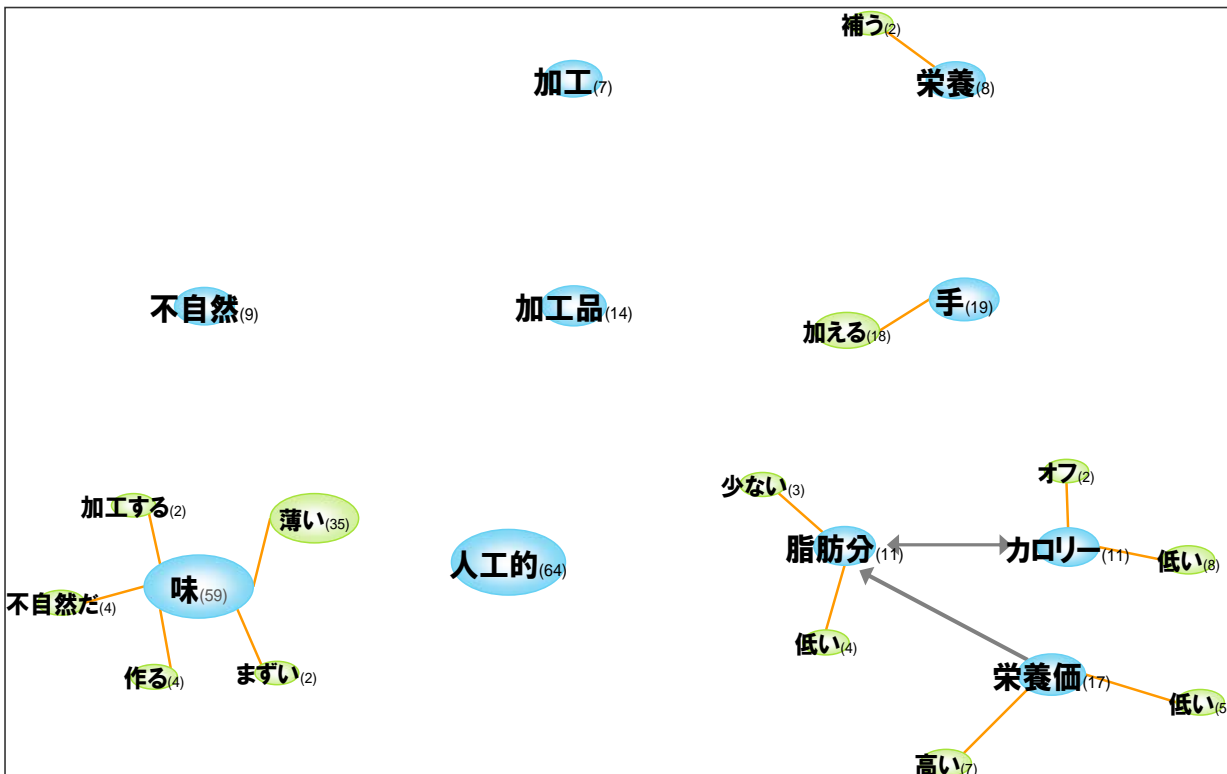 補う(2)
加工(7)
栄養(8)
不自然(9)
加工品(14)
手(19)
加える(18)
加工する(2)
薄い(35)
味(59)
不自然だ(4)
作る(4)
まずい(2)
人工的(64)
少ない(3)
オフ(2)
脂肪分(11)
カロリー(11)
低い(8)
低い(4)
栄養価(17)
低い(5
高い(7)